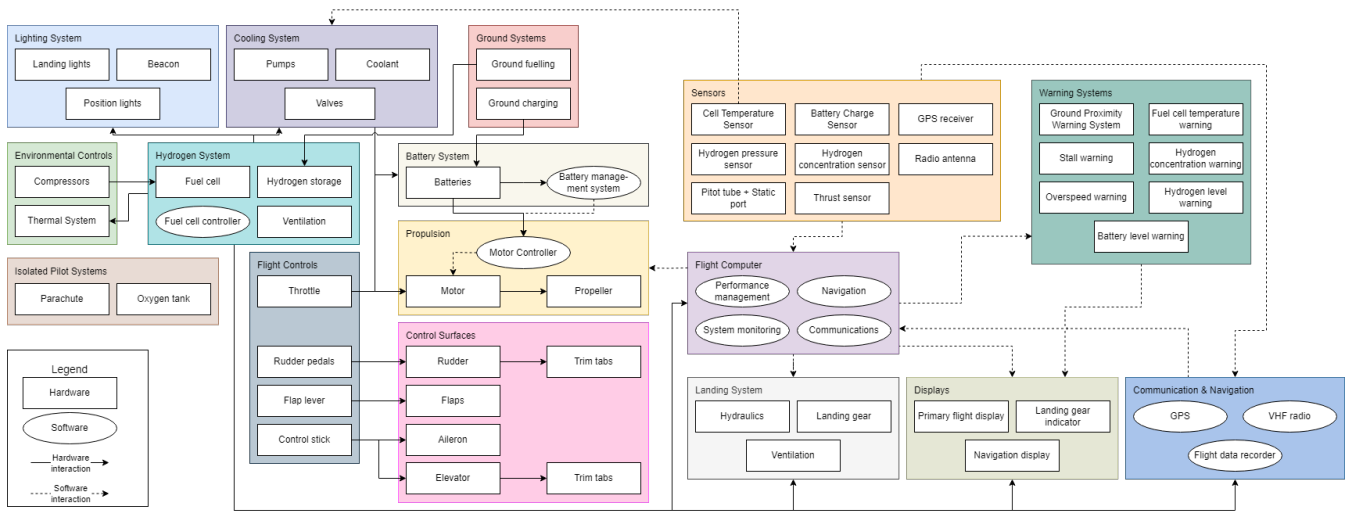 Lighting System
Landing lights
Beacon
Position lights
Cooling System
Pumps
Coolant
Valves
Ground Systems
Ground fuelling
Ground charging
Sensors
Cell Temperature
Sensor
Battery Charge
Sensor
GPS receiver
Hydrogen pressure
sensor
Hydrogen
concentration sensor
Radio antenna
Pitot tube + Static
port
Thrust sensor
Warning Systems
Ground Proximity
Warning System
Fuel cell temperature
warning
Stall warning
Hydrogen
concentration warning
Overspeed warning
Hydrogen level
warning
Battery level warning
Environmental Controls
Compressors
Thermal System
Hydrogen System
Fuel cell
Hydrogen storage
Fuel cell controller
Ventilation
Battery System
Batteries
Battery manage-
ment system
Propulsion
Motor Controller
Motor
Propeller
Isolated Pilot Systems
Parachute
Oxygen tank
Flight Controls
Throttle
Rudder pedals
Flap lever
Control stick
Control Surfaces
Rudder
Trim tabs
Flaps
Aileron
Elevator
Trim tabs
Flight Computer
Performance
management
Navigation
System monitoring
Communications
Landing System
Hydraulics
Landing gear
Ventilation
Displays
Primary flight display
Landing gear
indicator
Navigation display
Communication & Navigation
GPS
VHF radio
Flight data recorder
Legend
Hardware
Software
Hardware
interaction
Software
interaction